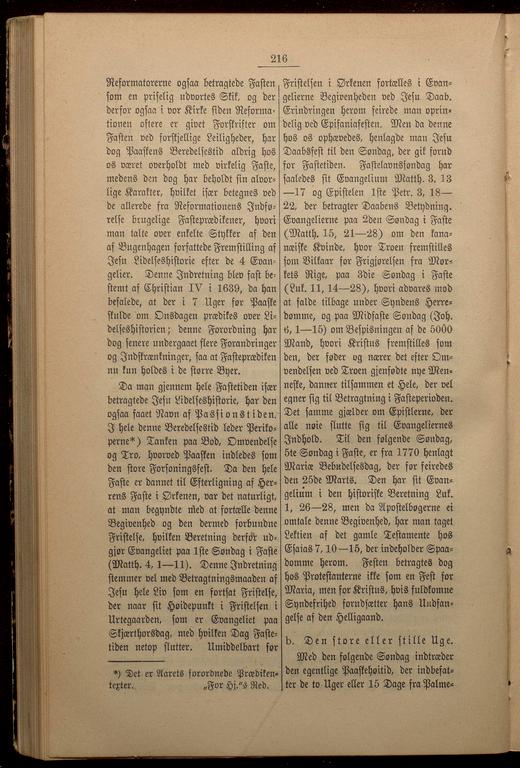 216
Reformatorerne ogsaa betragtede Fasten
som en priselig udvortes Skik, og der
derfor ogsaa i vor Kirke siden Reforma-
tionen oftere er givet Forskrifter om
Fasten ved forskjellige Leiligheder, har
dog Paaskens Beredelsestid aldrig hos
os været overholdt med virkelig Faste,
medens den dog har beholdt sin alvor-
lige Karakter, hvilket især betegnes ved
de allerede fra Reformationens Indfø-
relse brugelige Fasteprædikener, hvori
man talte over enkelte Stykker af den
af Bugenhagen forfattede Fremstilling af
Jesu Lidelseshistorie efter de 4 Evan-
gelier. Denne Indretning blev fast be-
stemt af Christian IV i 1639, da han
befalede, at der i 7 Uger før Paaske
skulde om Onsdagen prædikes over Li-
delseshistorien; denne Forordning har
dog senere undergaaet flere Forandringer
og Indskrænkninger, saa at Fasteprædiken
nu kun holdes i de større Byer.
Da man gjennem hele Fastetiden især
betragtede Jesu Lidelseshistorie, har den
ogsaa faaet Navn af Passionstiden.
I hele denne Beredelsestid leder Periko-
perne*) Tanken paa Bod, Omvendelse
og Tro, hvorved Paasken indledes som
den store Forsoningsfest. Da den hele
Faste er dannet til Efterligning af Her-
rens Faste i Ørkenen, var det naturligt,
at man begyndte med at fortælle denne
Begivenhed og den dermed forbundne
Fristelse, hvilken Beretning derfor ud-
gjør Evangeliet paa 1ste Søndag i Faste
(Matth. 4, 1—11). Denne Indretning
stemmer vel med Betragtningsmaaden af
Jesu hele Liv som en fortsat Fristelse,
der naar sit Høidepunkt i Fristelsen i
Urtegaarden, som er Evangeliet paa
Skjærthorsdag, med hvilken Dag Faste-
tiden netop slutter. Umiddelbart før
*) Det er Aarets forordnede Prædiken-
texter. „For Hj.“s Red.
Fristelsen i Ørkenen fortælles i Evan-
gelierne Begivenheden ved Jesu Daab.
Erindringen herom feirede man oprin-
delig ved Epifaniafesten. Men da denne
hos os ophævedes, henlagde man Jesu
Daabsfest til den Søndag, der gik forud
for Fastetiden. Fastelavnsøndag har
saaledes sit Evangelium Matth. 3, 13
—17 og Epistelen 1ste Petr. 3, 18—
22, der betragter Daabens Betydning.
Evangelierne paa 2den Søndag i Faste
(Matth. 15, 21—28) om den kana-
næiske Kvinde, hvor Troen fremstilles
som Vilkaar for Frigjørelsen fra Mør-
kets Rige, paa 3die Søndag i Faste
(Luk. 11, 14—28), hvori advares mod
at falde tilbage under Syndens Herre-
dømme, og paa Midfaste Søndag (Joh.
6, 1—15) om Bespisningen af de 5000
Mand, hvori Kristus fremstilles som
den, der føder og nærer det efter Om-
vendelsen ved Troen gjenfødte nye Men-
neske, danner tilsammen et Hele, der vel
egner sig til Betragtning i Fasteperioden.
Det samme gjælder om Epistlerne, der
alle nøie slutte sig til Evangeliernes
Indhold. Til den følgende Søndag,
5te Søndag i Faste, er fra 1770 henlagt
Mariæ Bebudelsesdag, der før feiredes
den 25de Marts. Den har sit Evan-
gelium i den historiske Beretning Luk.
1, 26—28, men da Apostelbøgerne ei
omtale denne Begivenhed, har man taget
Lektien af det gamle Testamente hos
Esaias 7, 10—15, der indeholder Spaa-
domme herom. Festen betragtes dog
hos Protestanterne ikke som en Fest for
Maria, men for Kristus, hvis fuldkomne
Syndefrihed forudsætter hans Undfan-
gelse af den Helligaand.
b. Den store eller stille Uge.
Med den følgende Søndag indtræder
den egentlige Paaskehøitid, der indbefat-
ter de to Uger eller 15 Dage fra Palme-